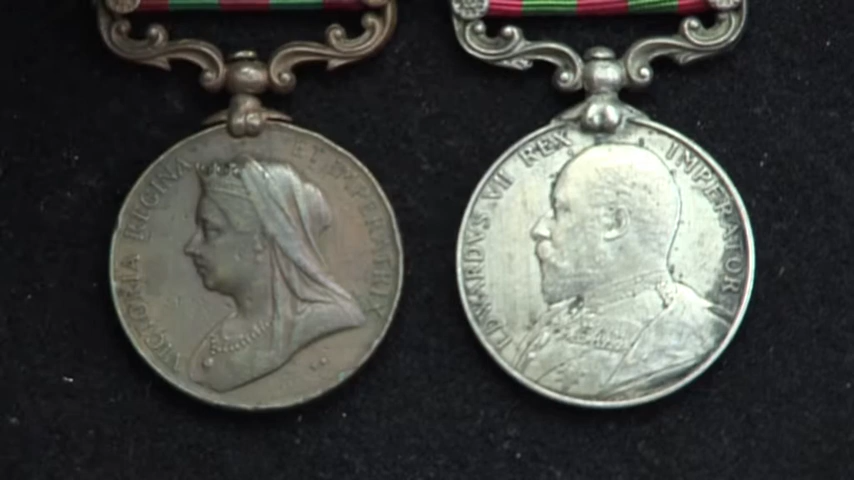 VICTORIA REGINA ET IMPERATRIX
EDWARDVS VII REX IMPERATOR